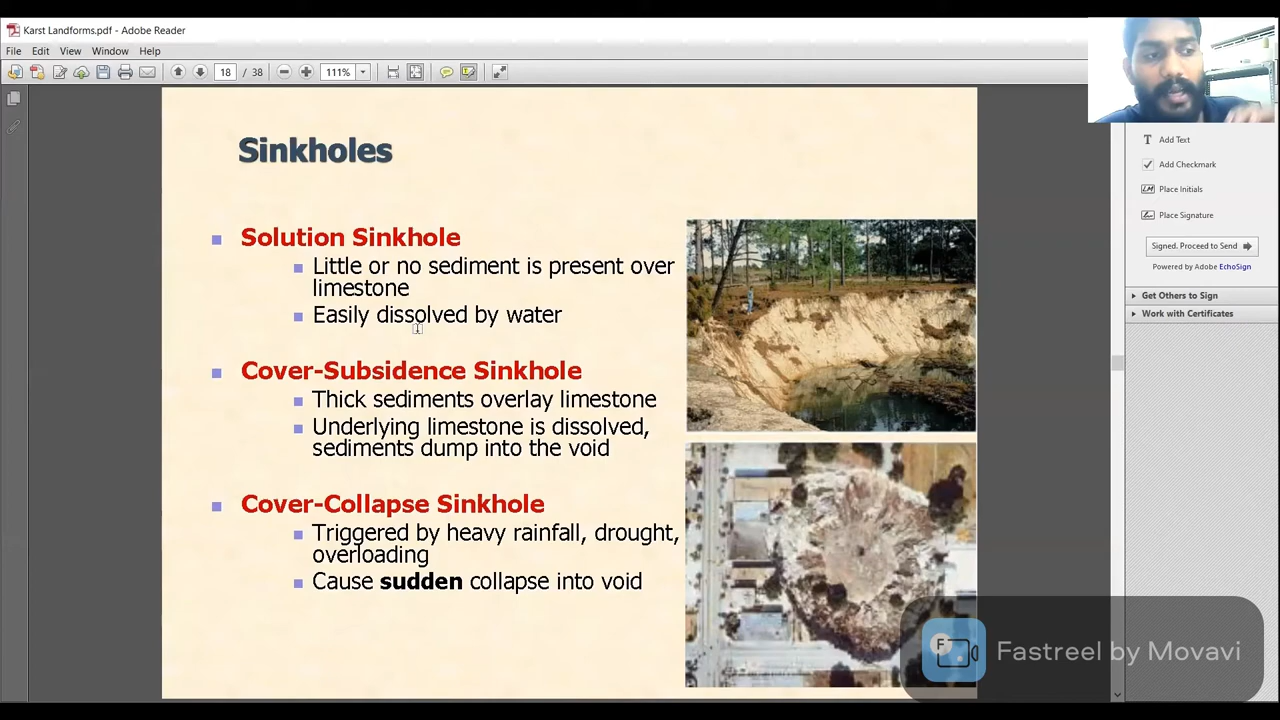 Karst Landforms.pdf - Adobe Reader
File Edit View Window Help
18 / 38 111%
Sinkholes
Solution Sinkhole
Little or no sediment is present over
limestone
Easily dissolved by water
Cover-Subsidence Sinkhole
Thick sediments overlay limestone
Underlying limestone is dissolved,
sediments dump into the void
Cover-Collapse Sinkhole
Triggered by heavy rainfall, drought,
overloading
Cause sudden collapse into void
T Add Text
Add Checkmark
Place Initials
Place Signature
Signed. Proceed to Send
Powered by Adobe EchoSign
Get Others to Sign
Work with Certificates
F
Fastreel by Movavi